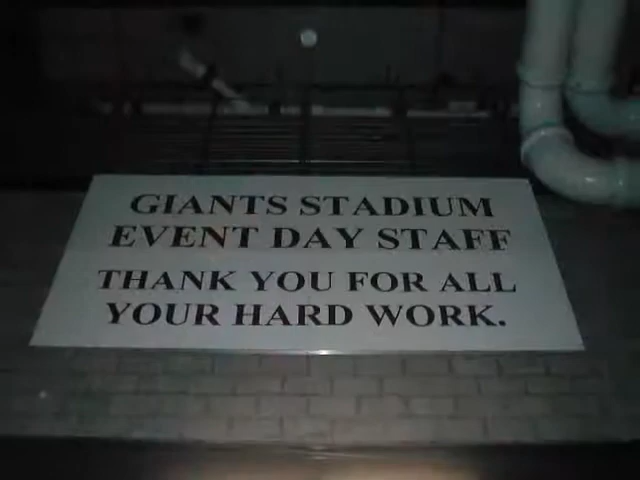 GIANTS STADIUM
EVENT DAY STAFF
THANK YOU FOR ALL
YOUR HARD WORK.